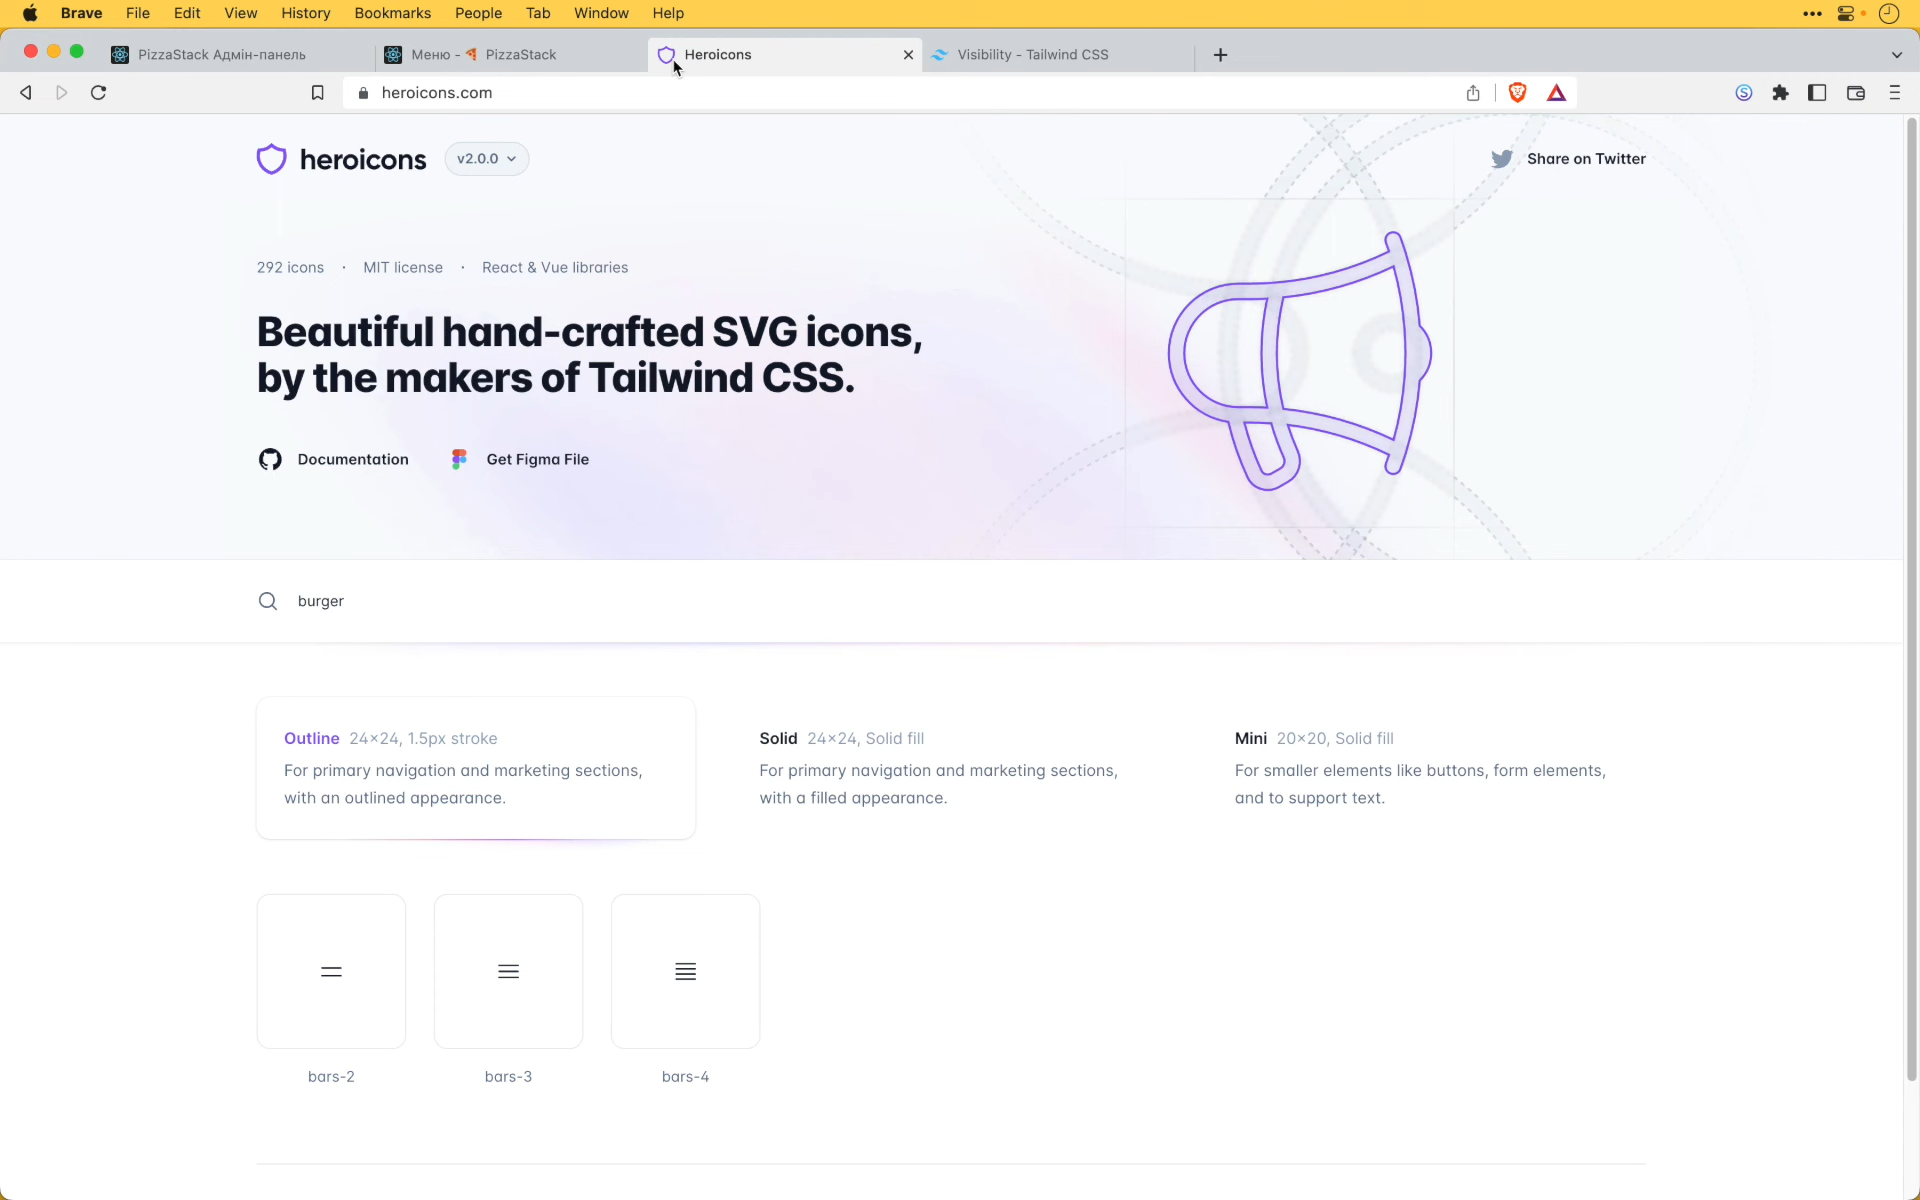 Brave File Edit View History Bookmarks People Tab Window Help
PizzaStack Адмін-панель
Меню - 🍕 PizzaStack
Heroicons
Visibility - Tailwind CSS
heroicons.com
heroicons
v2.0.0
Share on Twitter
292 icons · MIT license · React & Vue libraries
Beautiful hand-crafted SVG icons,
by the makers of Tailwind CSS.
Documentation
Get Figma File
burger
Outline 24×24, 1.5px stroke
For primary navigation and marketing sections,
with an outlined appearance.
Solid 24×24, Solid fill
For primary navigation and marketing sections,
with a filled appearance.
Mini 20×20, Solid fill
For smaller elements like buttons, form elements,
and to support text.
bars-2
bars-3
bars-4